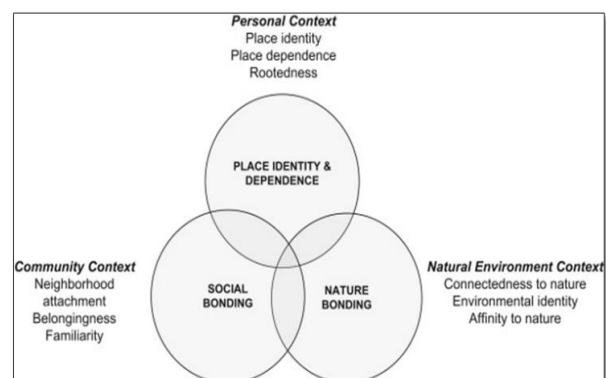 Personal Context
Place identity
Place dependence
Rootedness
PLACE IDENTITY &
DEPENDENCE
Community Context
Neighborhood
attachment
Belongingness
Familiarity
SOCIAL
BONDING
NATURE
BONDING
Natural Environment Context
Connectedness to nature
Environmental identity
Affinity to nature